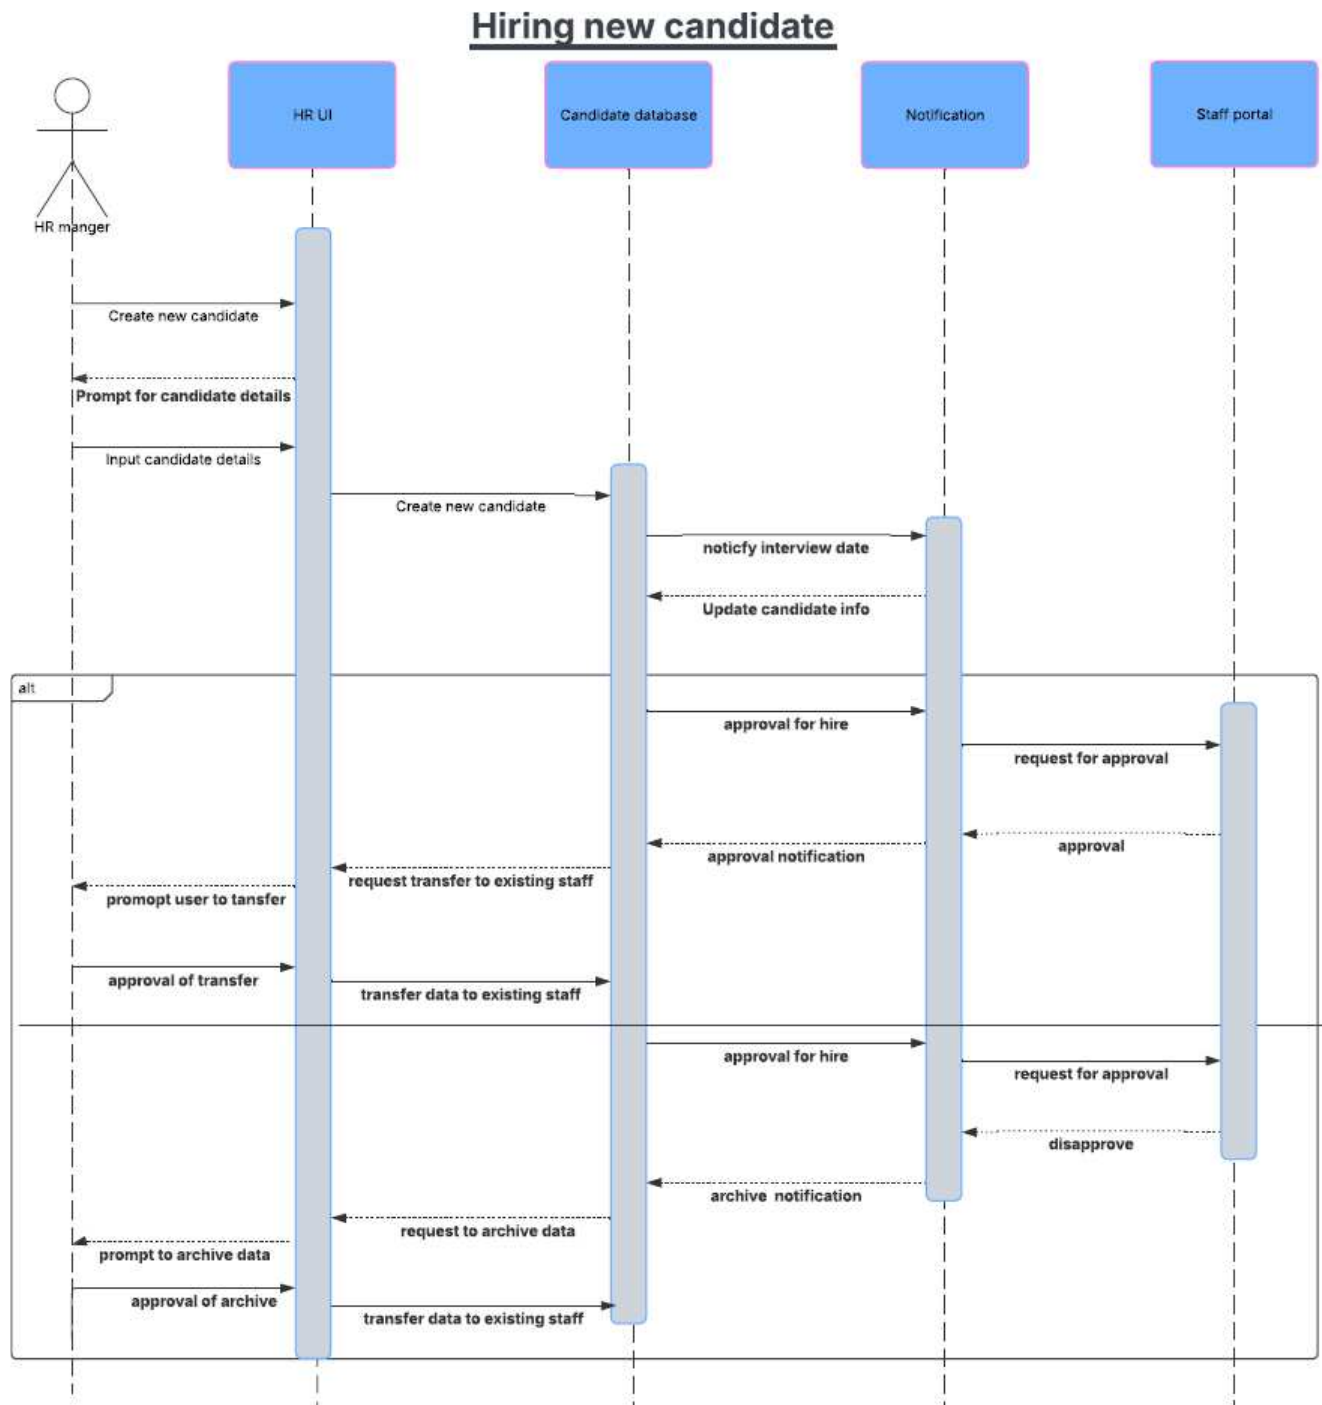 Hiring new candidate
HR UI
Candidate database
Notification
Staff portal
HR manger
Create new candidate
Prompt for candidate details
Input candidate details
Create new candidate
noticfy interview date
Update candidate info
alt
approval for hire
request for approval
approval
approval notification
request transfer to existing staff
promopt user to tansfer
approval of transfer
transfer data to existing staff
approval for hire
request for approval
disapprove
archive notification
request to archive data
prompt to archive data
approval of archive
transfer data to existing staff